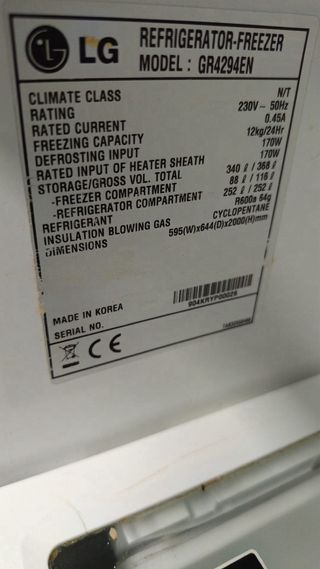 LG REFRIGERATOR-FREEZER
MODEL : GR4294EN
CLIMATE CLASS N/T
RATING 230V~ 50Hz
RATED CURRENT 0.45A
FREEZING CAPACITY 12kg/24Hr
DEFROSTING INPUT 170W
RATED INPUT OF HEATER SHEATH 170W
STORAGE/GROSS VOL. TOTAL 340 ℓ / 368 ℓ
-FREEZER COMPARTMENT 88 ℓ / 116 ℓ
-REFRIGERATOR COMPARTMENT 252 ℓ / 252 ℓ
REFRIGERANT R600a 64g
INSULATION BLOWING GAS CYCLOPENTANE
DIMENSIONS 595(W)x644(D)x2000(H)mm
MADE IN KOREA
SERIAL NO. 904KRYP00026
CE